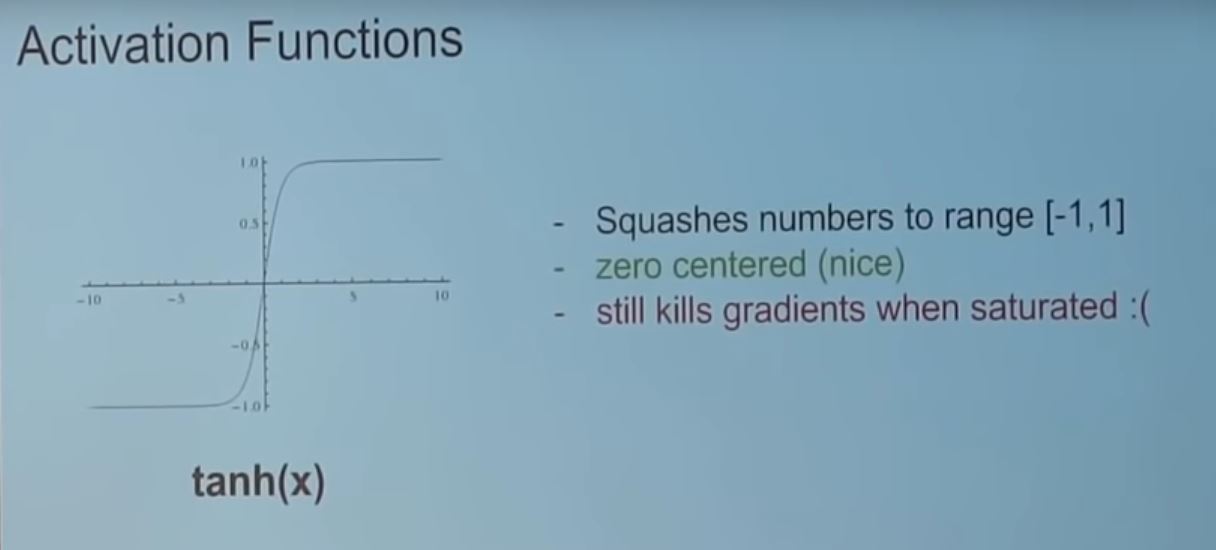 Activation Functions
1.0
0.5
-10
-5
5
10
-0.5
-1.0
- Squashes numbers to range [-1,1]
- zero centered (nice)
- still kills gradients when saturated :(
tanh(x)